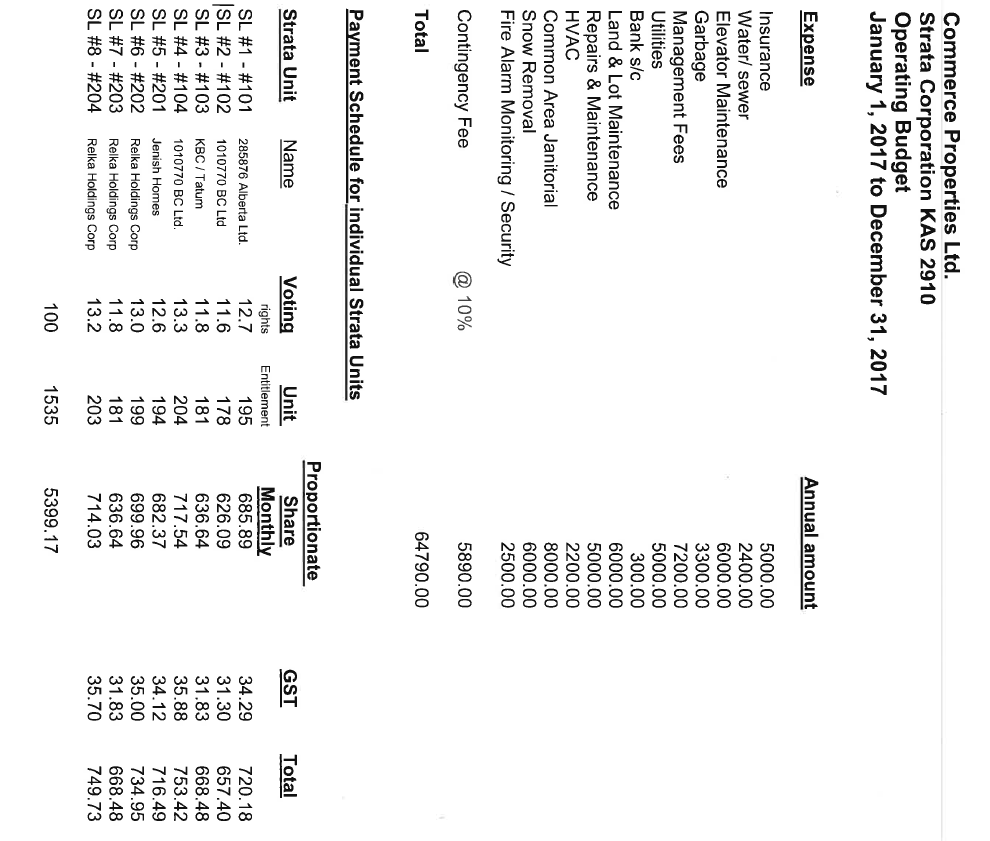 Commerce Properties Ltd.
Strata Corporation KAS 2910
Operating Budget
January 1, 2017 to December 31, 2017
Expense Annual amount
Insurance 5000.00
Water/ sewer 2400.00
Elevator Maintenance 6000.00
Garbage 3300.00
Management Fees 7200.00
Utilities 5000.00
Bank s/c 300.00
Land & Lot Maintenance 6000.00
Repairs & Maintenance 5000.00
HVAC 2200.00
Common Area Janitorial 8000.00
Snow Removal 6000.00
Fire Alarm Monitoring / Security 2500.00
Contingency Fee @ 10% 5890.00
Total 64790.00
Payment Schedule for individual Strata Units
Proportionate
Strata Unit Name Voting Unit Share GST Total
rights Entitlement Monthly
SL #1 - #101 285876 Alberta Ltd. 12.7 195 685.89 34.29 720.18
SL #2 - #102 1010770 BC Ltd 11.6 178 626.09 31.30 657.40
SL #3 - #103 KBC / Tatum 11.8 181 636.64 31.83 668.48
SL #4 - #104 1010770 BC Ltd. 13.3 204 717.54 35.88 753.42
SL #5 - #201 Jenish Homes 12.6 194 682.37 34.12 716.49
SL #6 - #202 Relka Holdings Corp 13.0 199 699.96 35.00 734.95
SL #7 - #203 Relka Holdings Corp 11.8 181 636.64 31.83 668.48
SL #8 - #204 Relka Holdings Corp 13.2 203 714.03 35.70 749.73
100 1535 5399.17